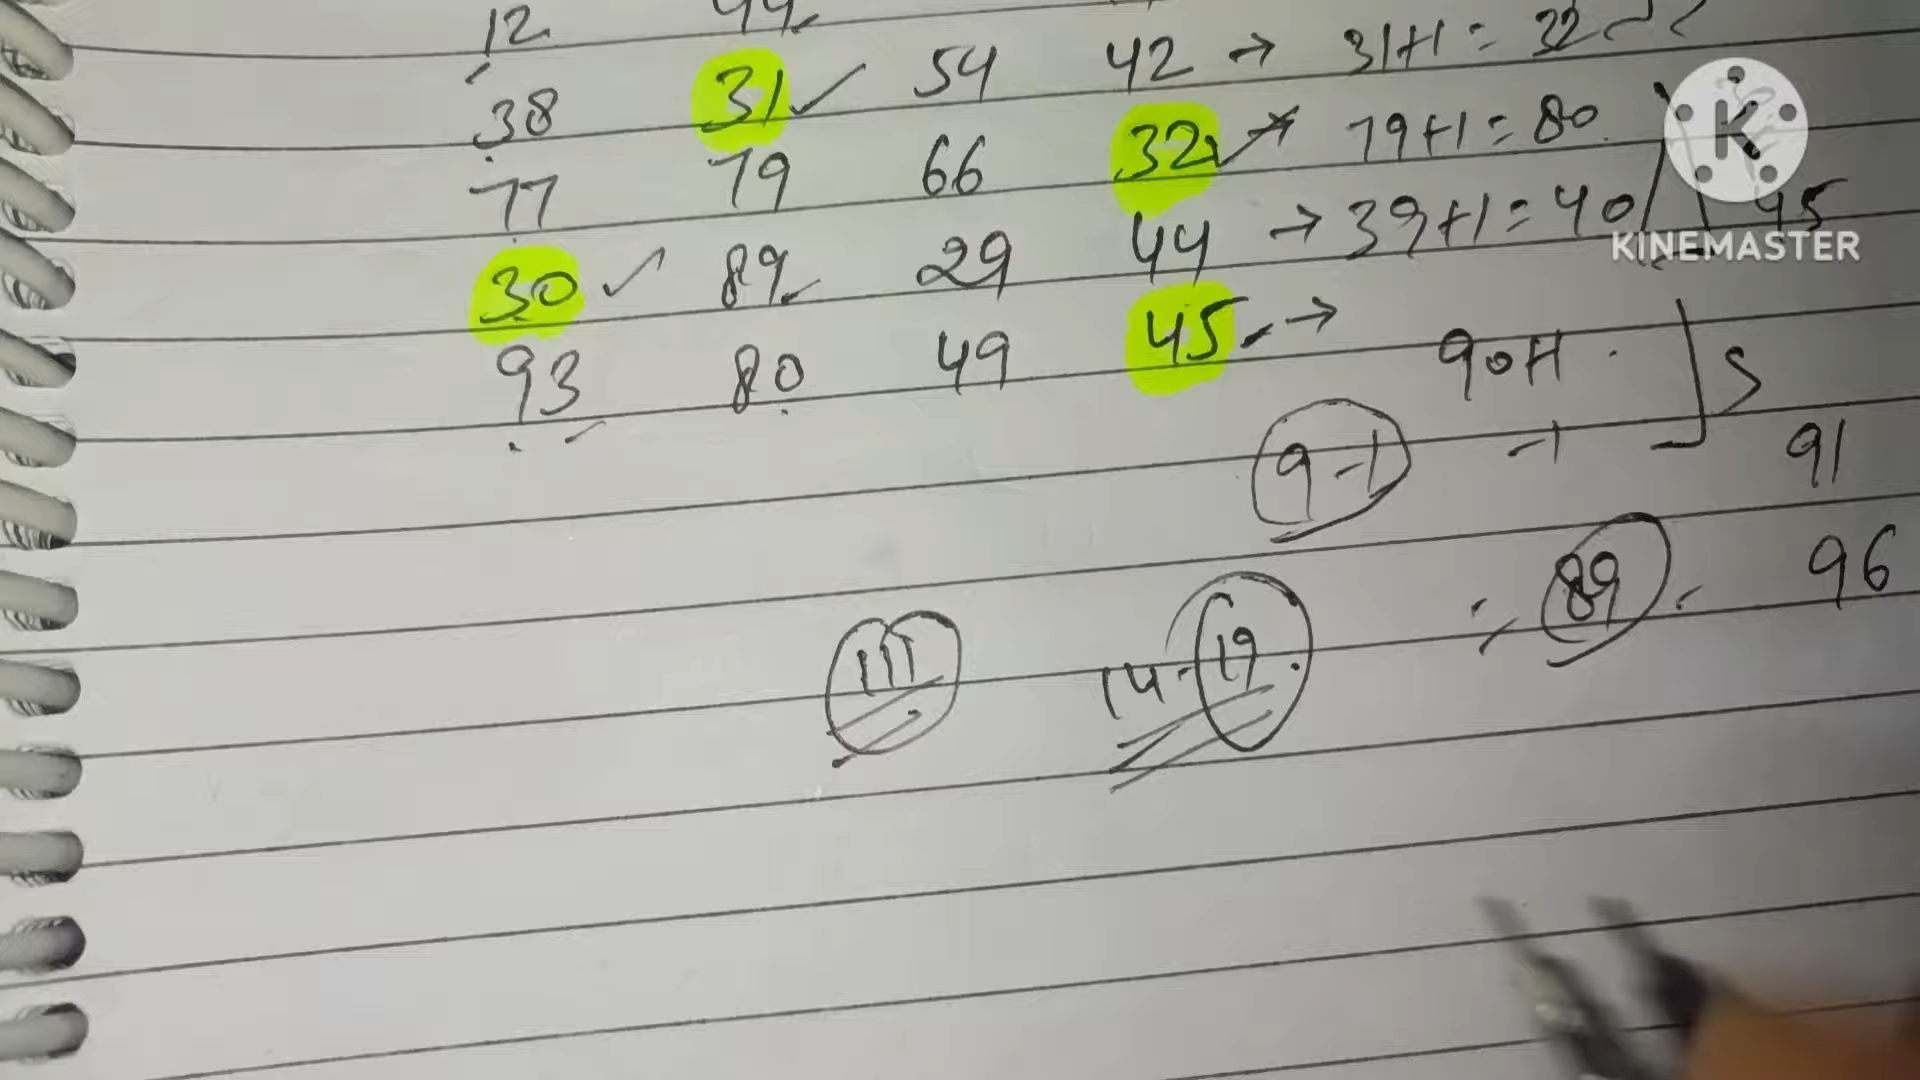 12 44
38 31 ✓ 54 42 → 31+1 = 32
77 79 66 32 ✓ → 79+1 = 80
30 ✓ 89 29 44 → 39+1 = 40 45
93 80 49 45 →
90+1 5
9-1 -1 91
= 89 96
111 14-19
K
KINEMASTER